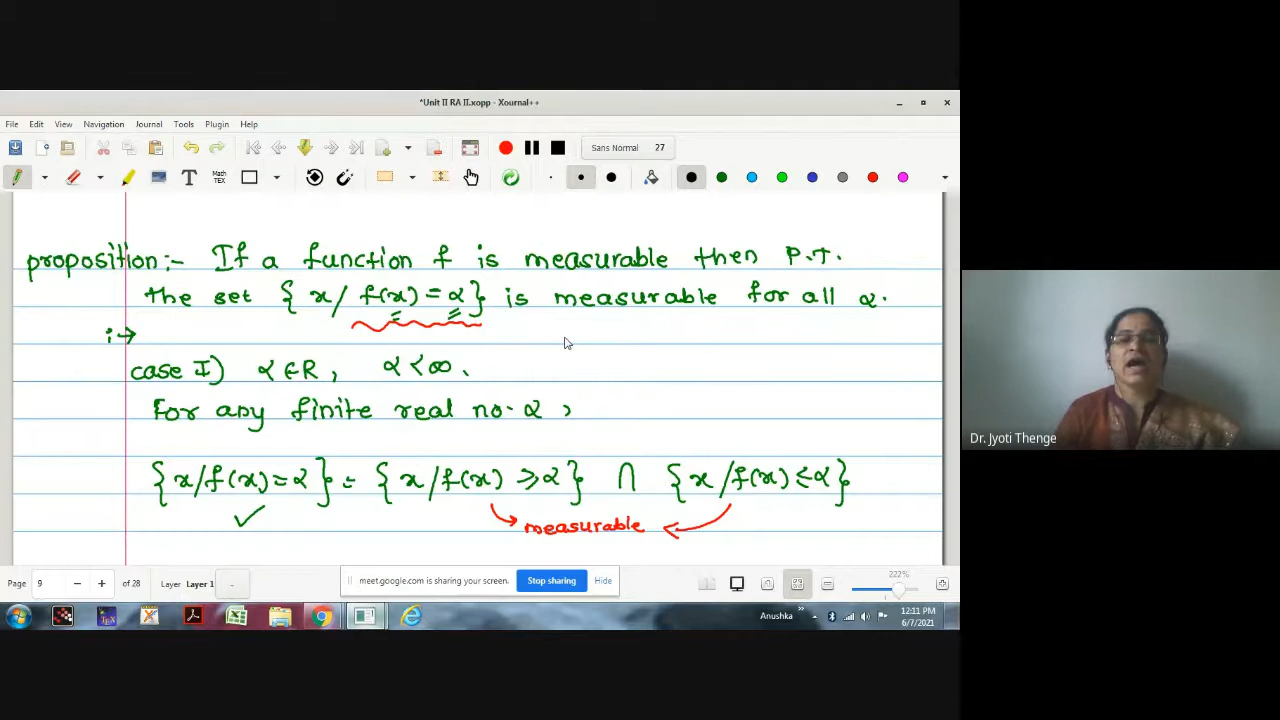 *Unit II RA II.xopp - Xournal++
File Edit View Navigation Journal Tools Plugin Help
Sans Normal 27
Math TEX
proposition:- If a function f is measurable then P.T.
the set { x/ f(x) = α} is measurable for all α.
:→
case I) α ∈ R, α < ∞.
For any finite real no. α,
{x/f(x)=α} = {x/f(x) ⩾ α} ∩ {x/f(x) ≤ α}
measurable
Dr. Jyoti Thenge
Page 9 of 28 Layer Layer 1
meet.google.com is sharing your screen. Stop sharing Hide
222%
Anushka
12:11 PM
6/7/2021